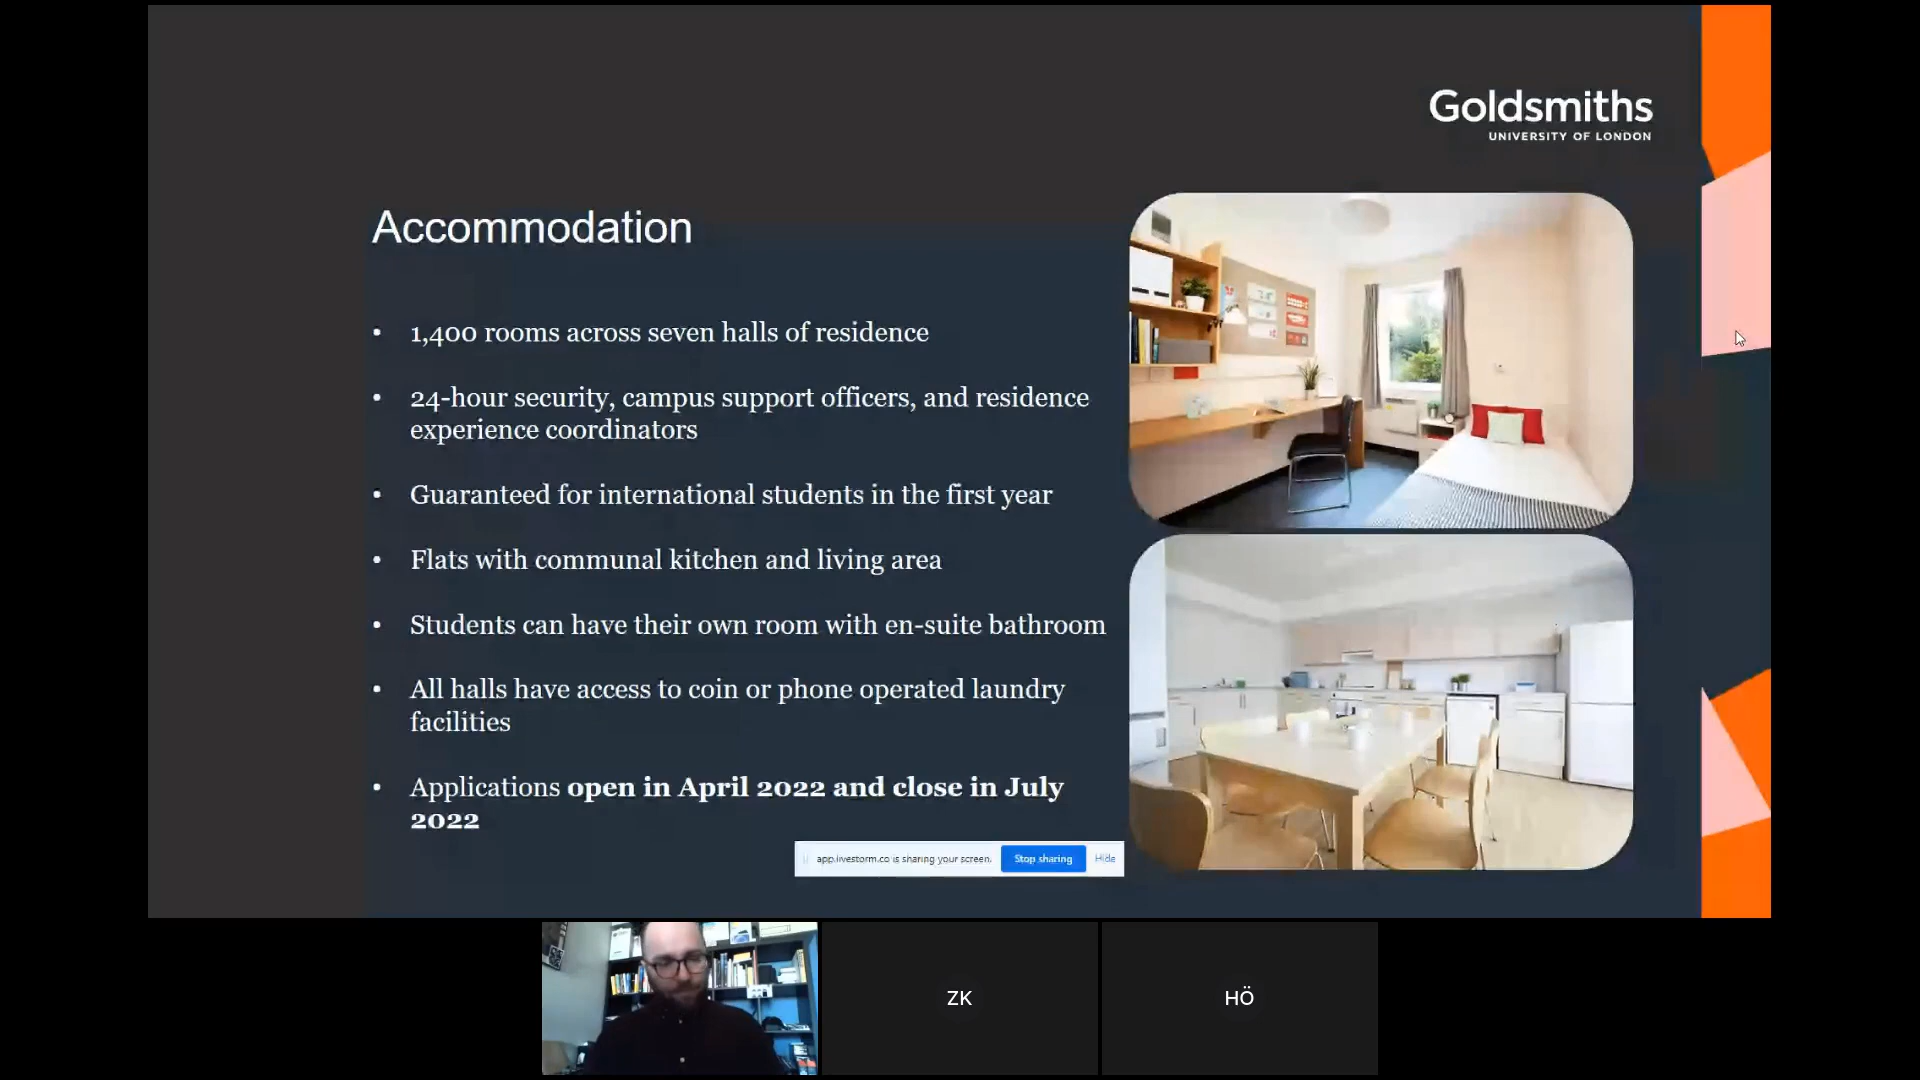 Goldsmiths
UNIVERSITY OF LONDON
Accommodation
• 1,400 rooms across seven halls of residence
• 24-hour security, campus support officers, and residence
experience coordinators
• Guaranteed for international students in the first year
• Flats with communal kitchen and living area
• Students can have their own room with en-suite bathroom
• All halls have access to coin or phone operated laundry
facilities
• Applications open in April 2022 and close in July
2022
app.livestorm.co is sharing your screen.
Stop sharing
Hide
ZK
HÖ